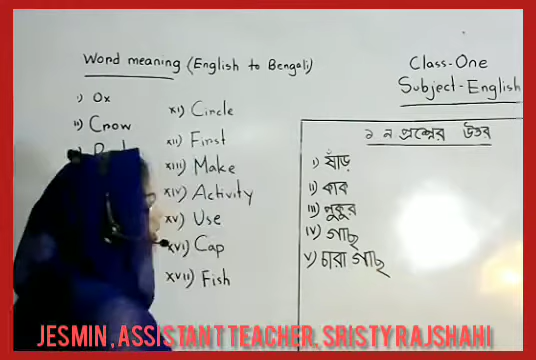 Word meaning (English to Bengali)
i) Ox
ii) Crow
xi) Circle
xii) First
xiii) Make
xiv) Activity
xv) Use
xvi) Cap
xvii) Fish
Class-One
Subject-English
১ ন প্রশ্নের উত্তর
i) ষাঁড়
ii) কাক
iii) পুকুর
iv) গাছ
v) চারা গাছ
JESMIN, ASSISTANT TEACHER, SRISTY RAJSHAHI